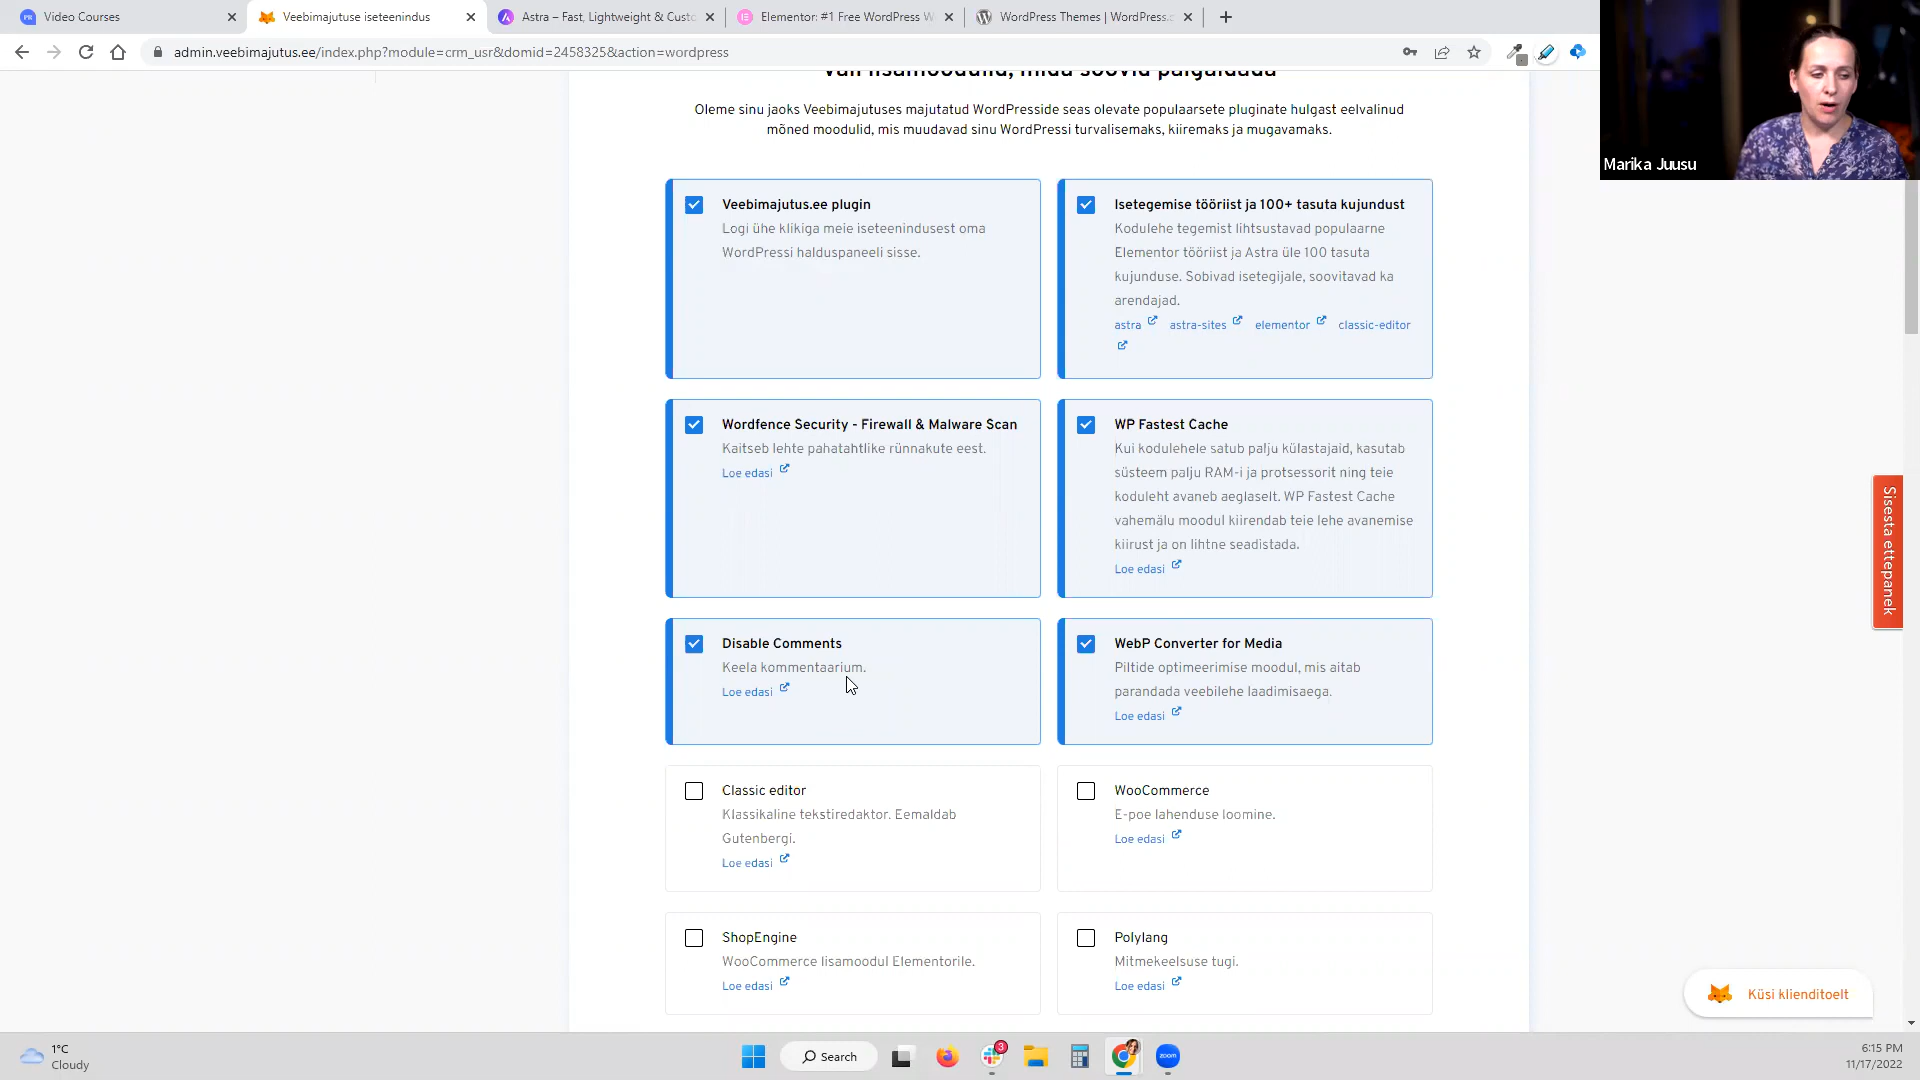 Video Courses
Veebimajutuse iseteenindus
Astra – Fast, Lightweight & Custo
Elementor: #1 Free WordPress W
WordPress Themes | WordPress.c
admin.veebimajutus.ee/index.php?module=crm_usr&domid=2458325&action=wordpress
Marika Juusu
Vali lisamoodulid, mida soovid paigaldada
Oleme sinu jaoks Veebimajutuses majutatud WordPresside seas olevate populaarsete pluginate hulgast eelvalinud
mõned moodulid, mis muudavad sinu WordPressi turvalisemaks, kiiremaks ja mugavamaks.
Veebimajutus.ee plugin
Logi ühe klikiga meie iseteenindusest oma
WordPressi halduspaneeli sisse.
Isetegemise tööriist ja 100+ tasuta kujundust
Kodulehe tegemist lihtsustavad populaarne
Elementor tööriist ja Astra üle 100 tasuta
kujunduse. Sobivad isetegijale, soovitavad ka
arendajad.
astra astra-sites elementor classic-editor
Wordfence Security - Firewall & Malware Scan
Kaitseb lehte pahatahtlike rünnakute eest.
Loe edasi
WP Fastest Cache
Kui kodulehele satub palju külastajaid, kasutab
süsteem palju RAM-i ja protsessorit ning teie
koduleht avaneb aeglaselt. WP Fastest Cache
vahemälu moodul kiirendab teie lehe avanemise
kiirust ja on lihtne seadistada.
Loe edasi
Disable Comments
Keela kommentaarium.
Loe edasi
WebP Converter for Media
Piltide optimeerimise moodul, mis aitab
parandada veebilehe laadimisaega.
Loe edasi
Classic editor
Klassikaline tekstiredaktor. Eemaldab
Gutenbergi.
Loe edasi
WooCommerce
E-poe lahenduse loomine.
Loe edasi
ShopEngine
WooCommerce lisamoodul Elementorile.
Loe edasi
Polylang
Mitmekeelsuse tugi.
Loe edasi
Sisesta ettepanek
Küsi klienditoelt
1°C
Cloudy
Search
3
zoom
6:15 PM
11/17/2022